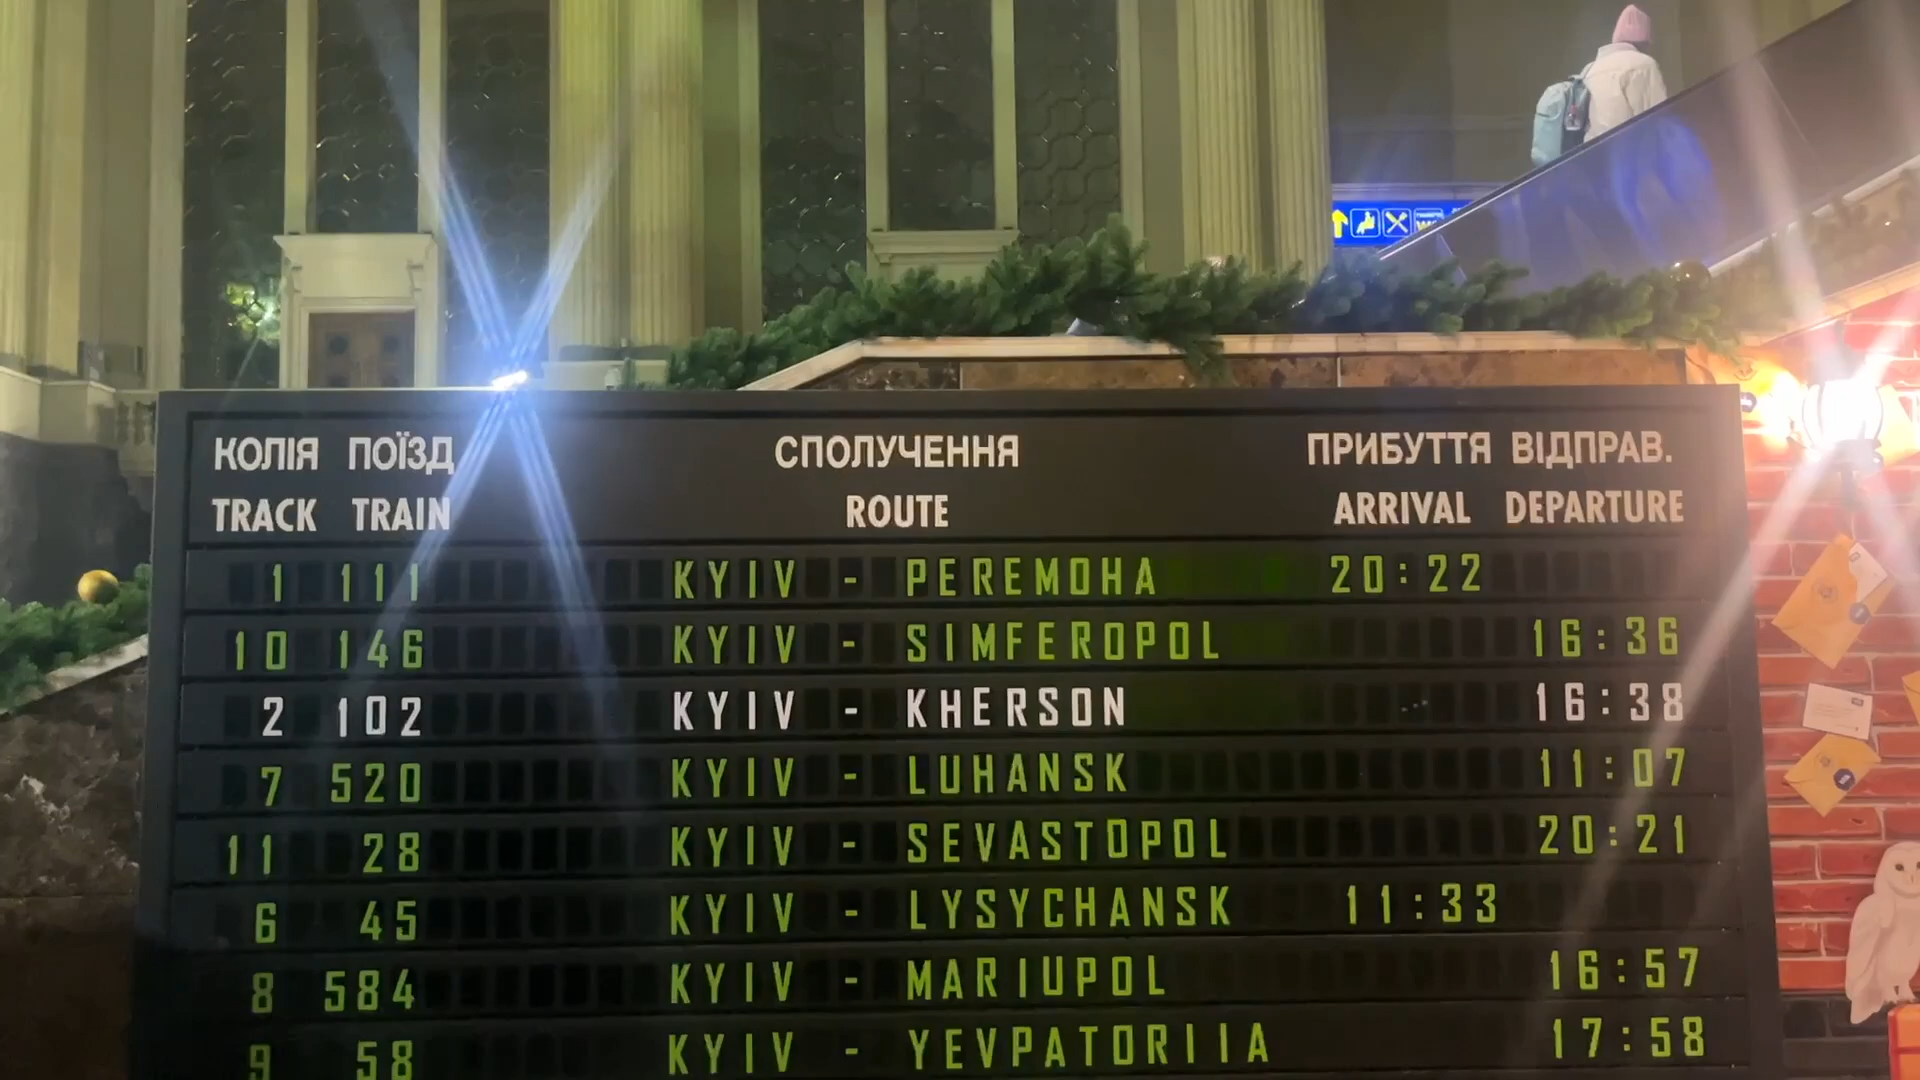 КОЛІЯ ПОЇЗД СПОЛУЧЕННЯ ПРИБУТТЯ ВІДПРАВ.
TRACK TRAIN ROUTE ARRIVAL DEPARTURE
1 111 KYIV - PEREMOHA 20:22
10 146 KYIV - SIMFEROPOL 16:36
2 102 KYIV - KHERSON 16:38
7 520 KYIV - LUHANSK 11:07
11 28 KYIV - SEVASTOPOL 20:21
6 45 KYIV - LYSYCHANSK 11:33
8 584 KYIV - MARIUPOL 16:57
9 58 KYIV - YEVPATORIIA 17:58